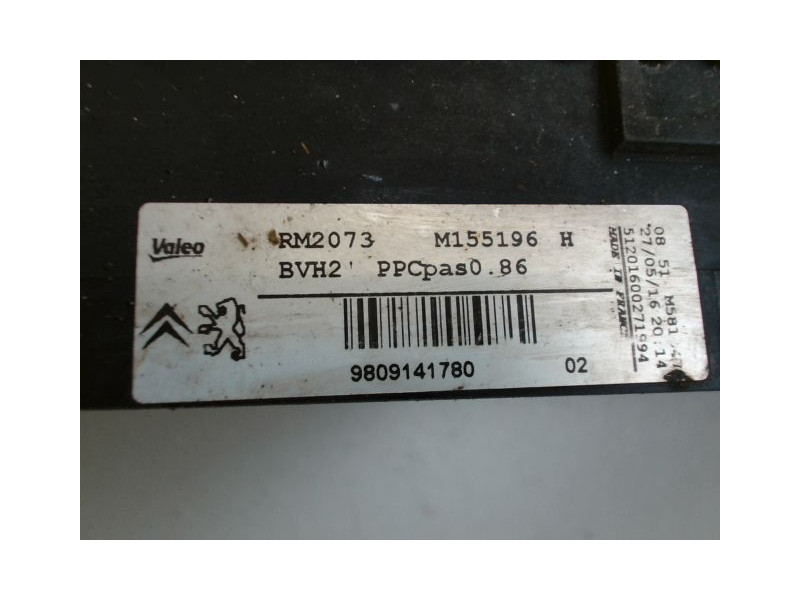 Valeo
RM2073 M155196 H
BVH2 PPCpas0.86
9809141780 02
08 51 M581
27/05/16 20:14
51201600271994
MADE IN FRANCE